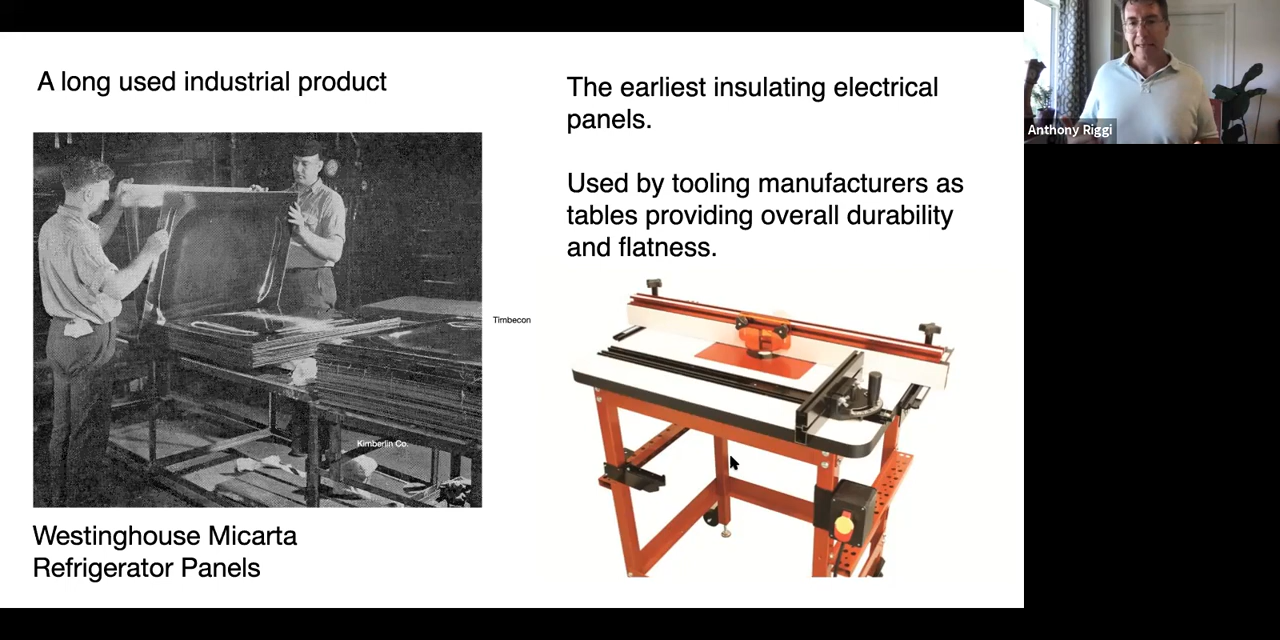 A long used industrial product
The earliest insulating electrical
panels.
Used by tooling manufacturers as
tables providing overall durability
and flatness.
Anthony Riggi
Timbecon
Kimberlin Co.
Westinghouse Micarta
Refrigerator Panels